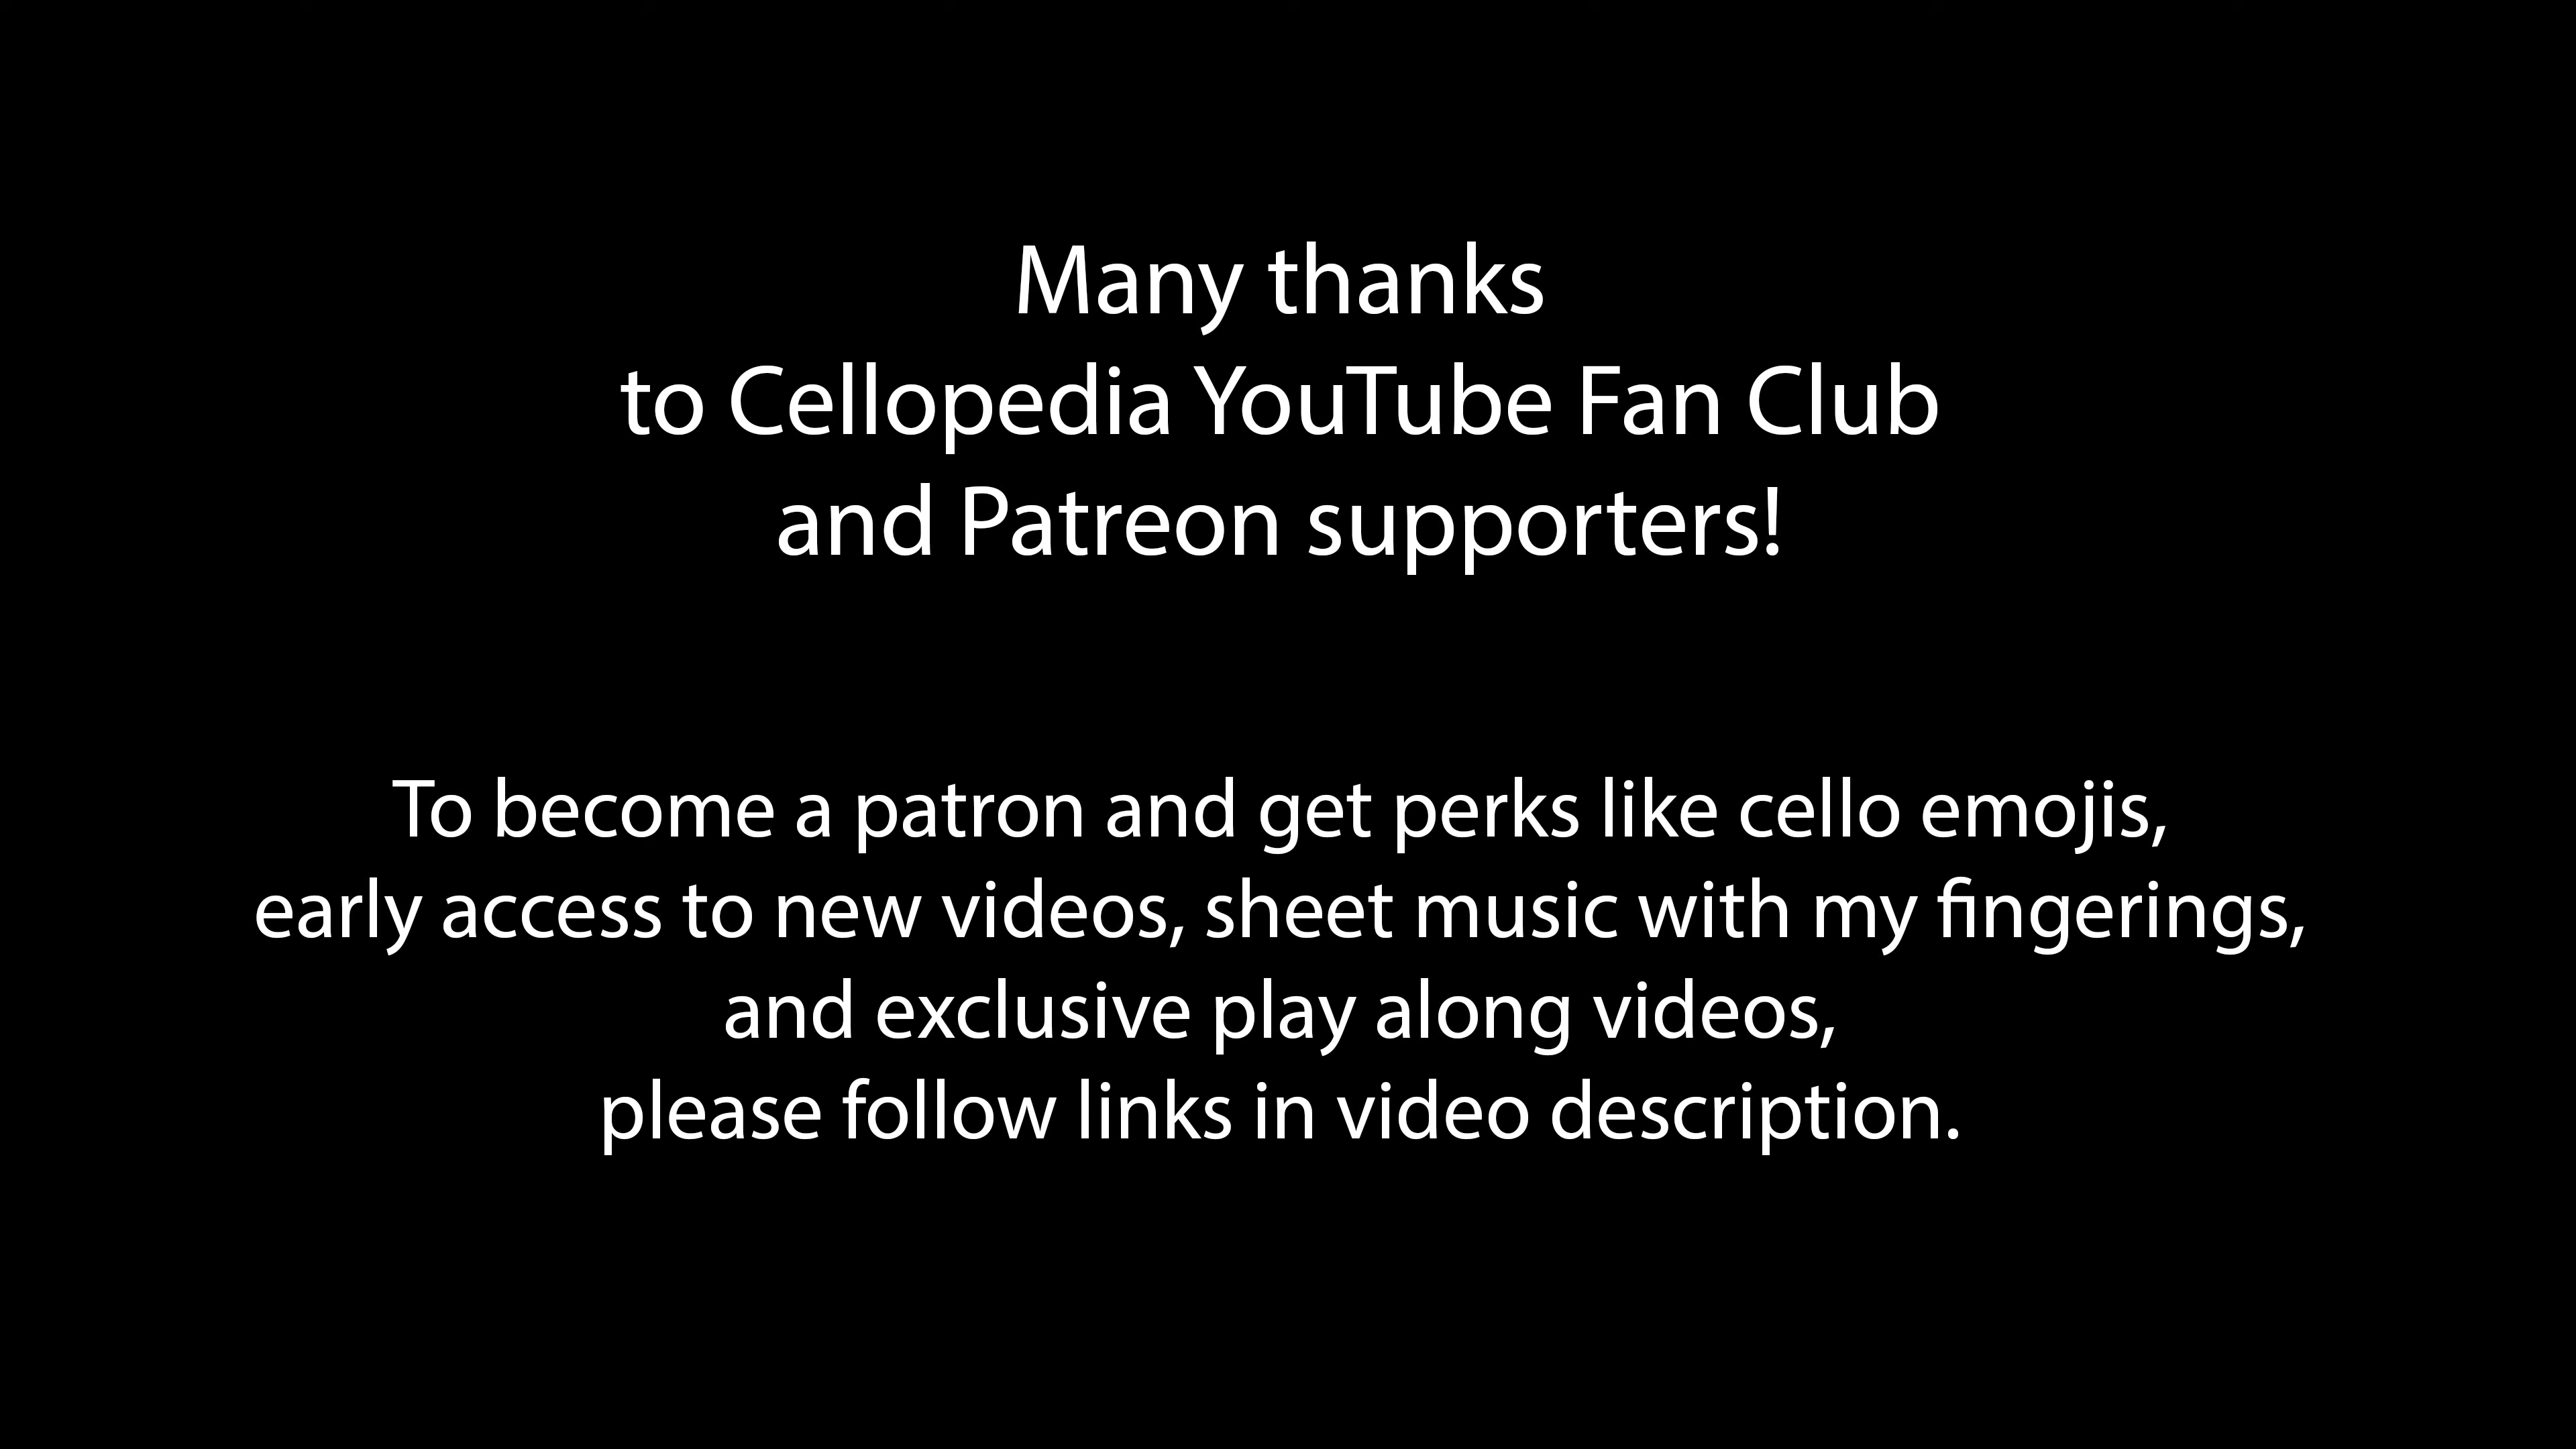 Many thanks
to Cellopedia YouTube Fan Club
and Patreon supporters!
To become a patron and get perks like cello emojis,
early access to new videos, sheet music with my fingerings,
and exclusive play along videos,
please follow links in video description.